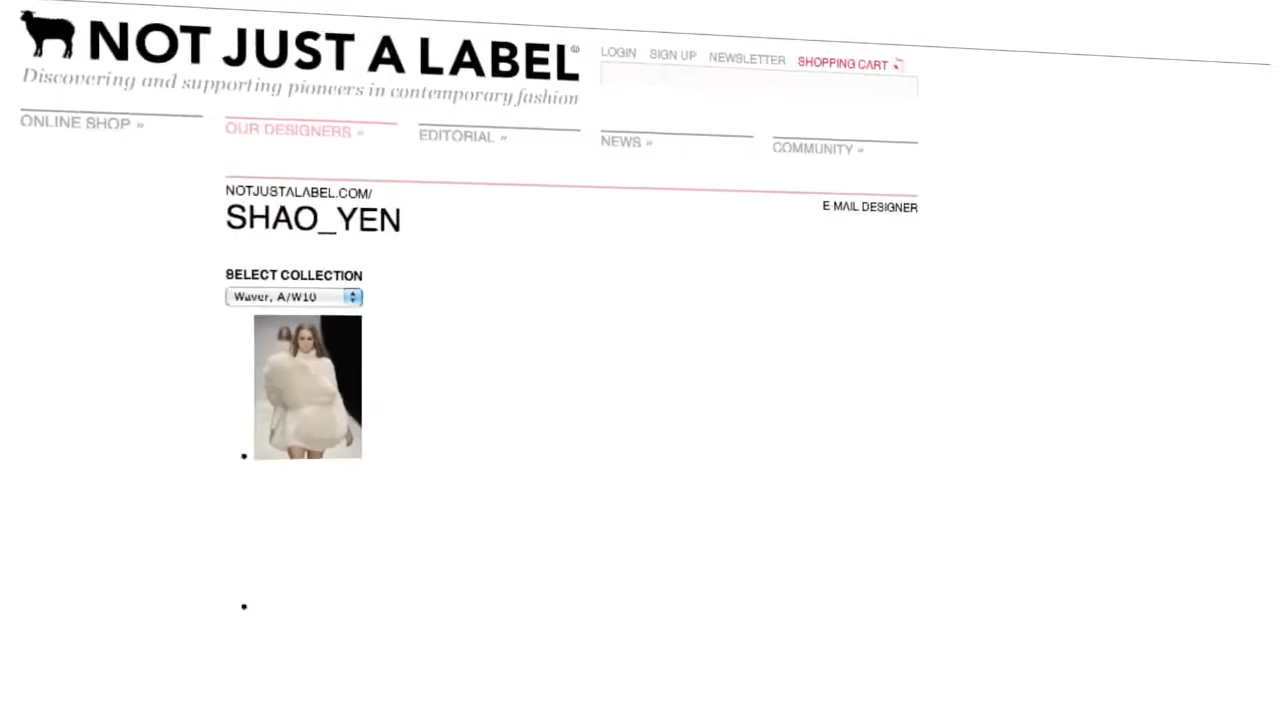 NOT JUST A LABEL®
Discovering and supporting pioneers in contemporary fashion
LOGIN SIGN UP NEWSLETTER SHOPPING CART
ONLINE SHOP » OUR DESIGNERS » EDITORIAL » NEWS » COMMUNITY »
NOTJUSTALABEL.COM/
SHAO_YEN
E-MAIL DESIGNER
SELECT COLLECTION
Waver, A/W10